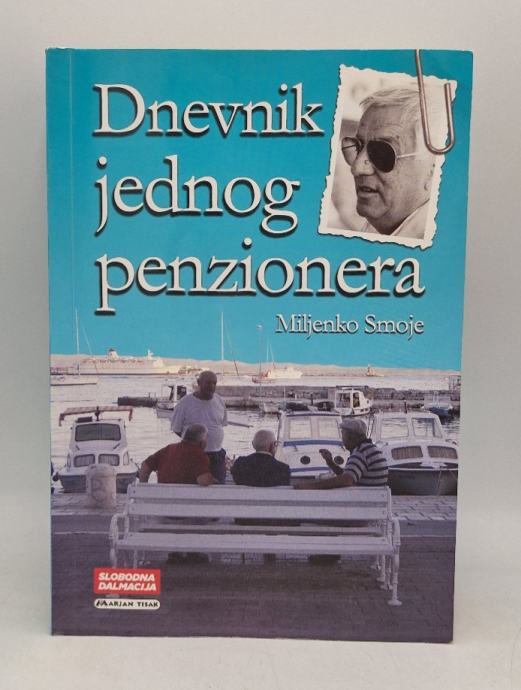 Dnevnik
jednog
penzionera
Miljenko Smoje
SLOBODNA
DALMACIJA
MARJAN TISAK